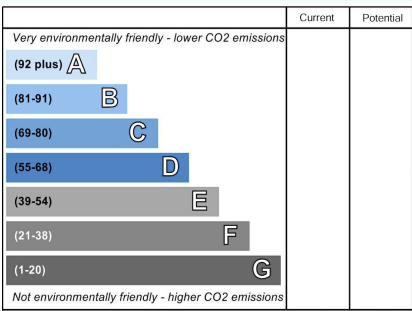 Current Potential
Very environmentally friendly - lower CO2 emissions
(92 plus) A
(81-91) B
(69-80) C
(55-68) D
(39-54) E
(21-38) F
(1-20) G
Not environmentally friendly - higher CO2 emissions